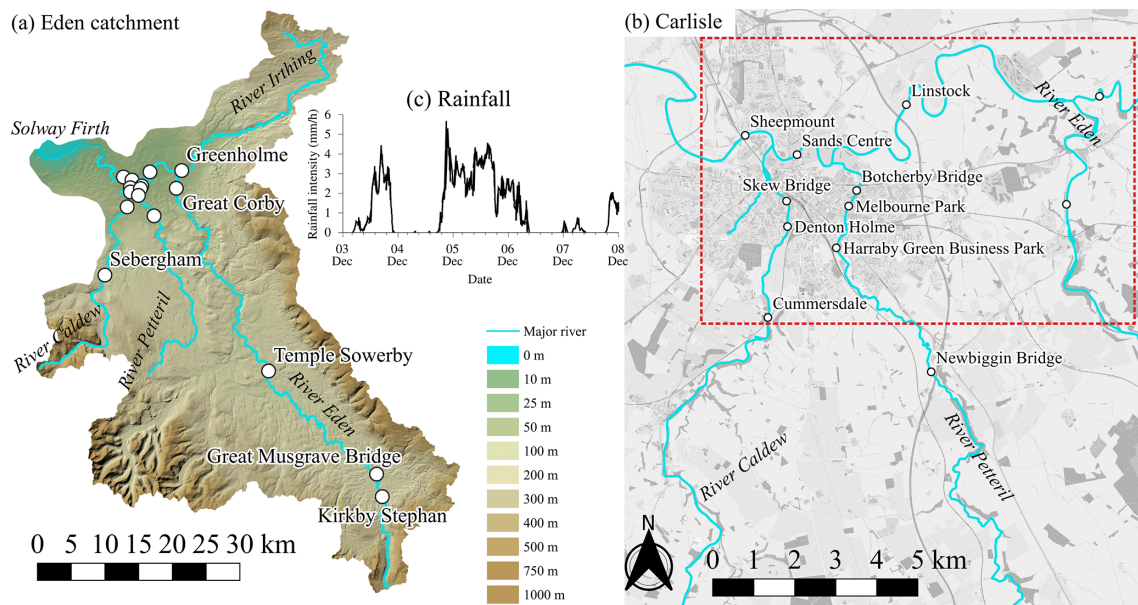 (a) Eden catchment
River Irthing
Solway Firth
Greenholme
Great Corby
Sebergham
River Caldew
River Petteril
Temple Sowerby
River Eden
Great Musgrave Bridge
Kirkby Stephan
0 5 10 15 20 25 30 km
(c) Rainfall
Rainfall intensity (mm/h)
6
5
4
3
2
1
0
03 04 05 06 07 08
Dec Dec Dec Dec Dec Dec
Date
Major river
0 m
10 m
25 m
50 m
100 m
200 m
300 m
400 m
500 m
750 m
1000 m
(b) Carlisle
River Eden
Linstock
Sheepmount
Sands Centre
Botcherby Bridge
Skew Bridge
Melbourne Park
Denton Holme
Harraby Green Business Park
Cummersdale
Newbiggin Bridge
River Caldew
River Petteril
N
0 1 2 3 4 5 km